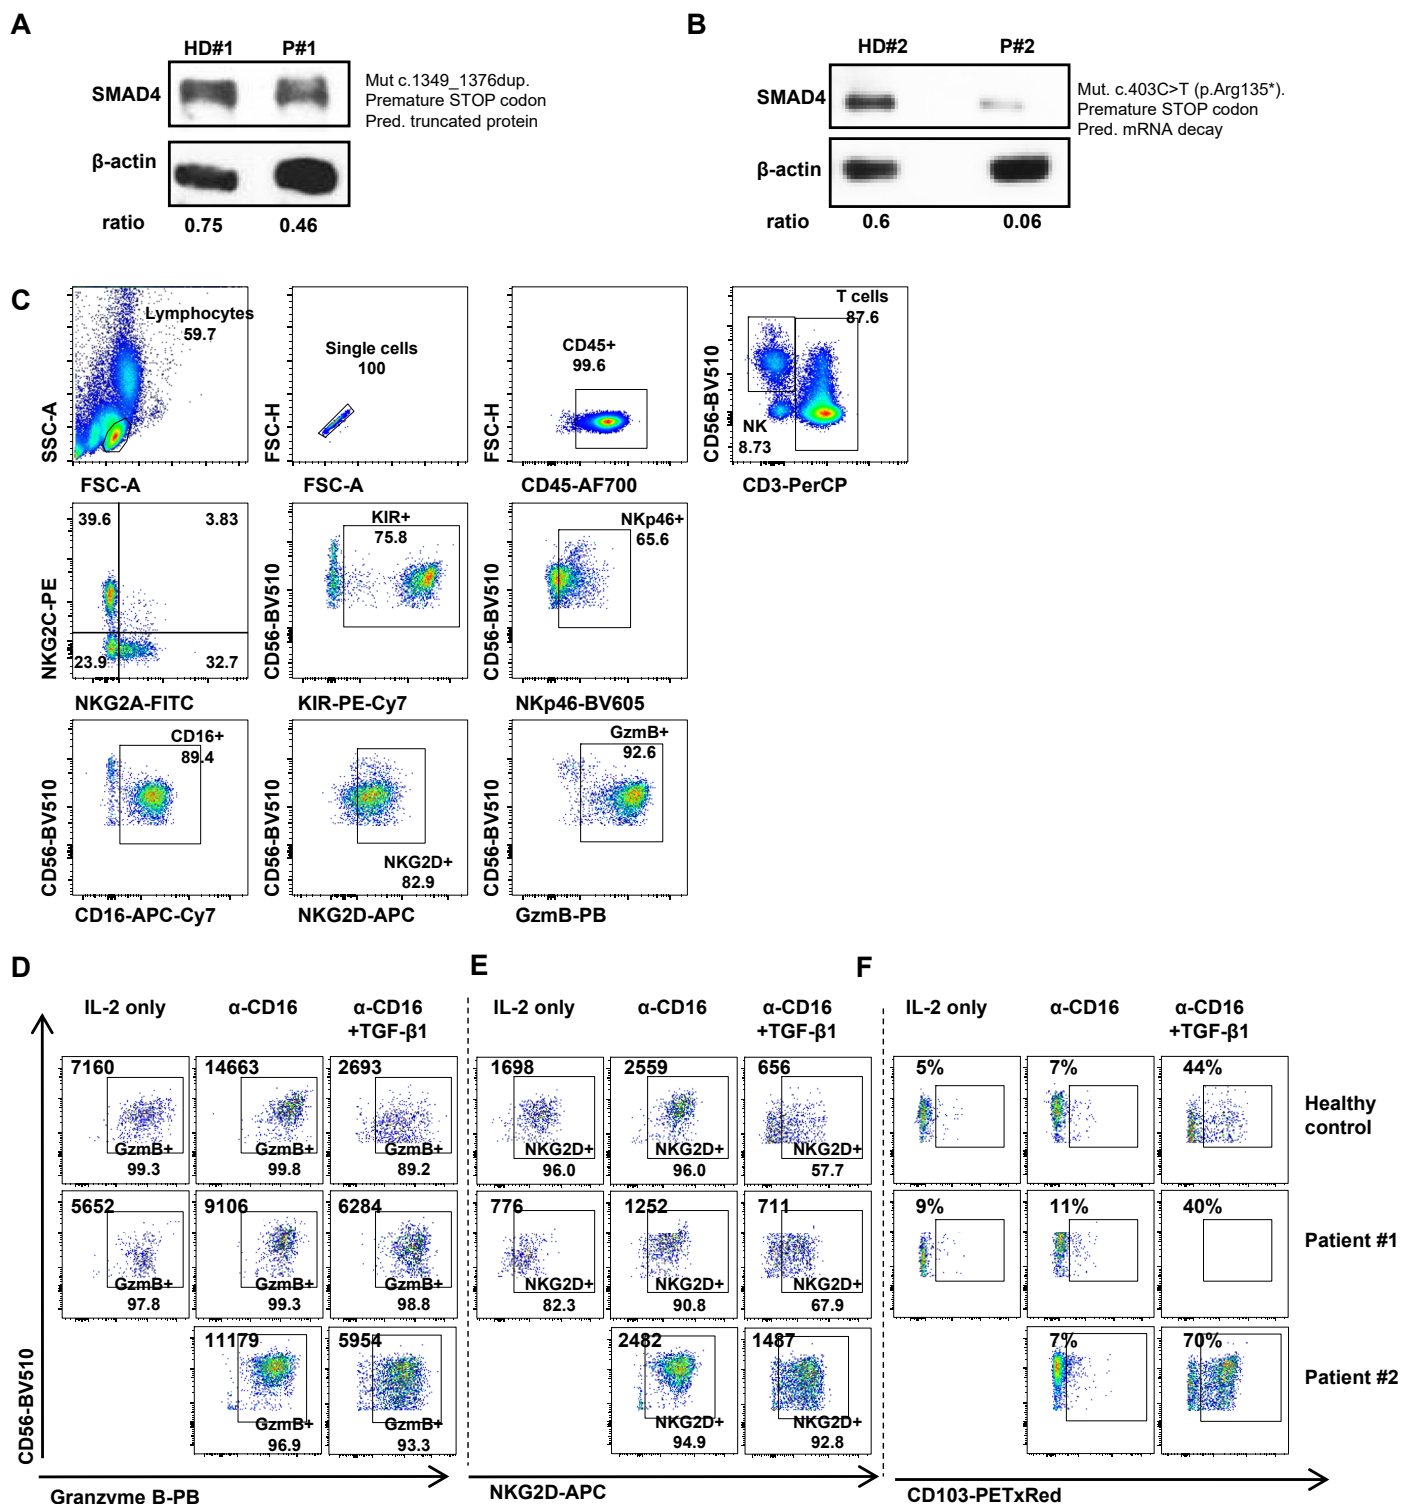 A
HD#1 P#1
SMAD4
Mut c.1349_1376dup.
Premature STOP codon
Pred. truncated protein
β-actin
ratio 0.75 0.46
B
HD#2 P#2
SMAD4
Mut. c.403C>T (p.Arg135*).
Premature STOP codon
Pred. mRNA decay
β-actin
ratio 0.6 0.06
C
Lymphocytes
59.7
SSC-A
FSC-A
Single cells
100
FSC-H
FSC-A
CD45+
99.6
FSC-H
CD45-AF700
T cells
87.6
NK
8.73
CD56-BV510
CD3-PerCP
39.6 3.83
23.9 32.7
NKG2C-PE
NKG2A-FITC
KIR+
75.8
CD56-BV510
KIR-PE-Cy7
NKp46+
65.6
CD56-BV510
NKp46-BV605
CD16+
89.4
CD56-BV510
CD16-APC-Cy7
NKG2D+
82.9
CD56-BV510
NKG2D-APC
GzmB+
92.6
CD56-BV510
GzmB-PB
D
IL-2 only α-CD16 α-CD16
+TGF-β1
7160 14663 2693
GzmB+ GzmB+ GzmB+
99.3 99.8 89.2
5652 9106 6284
GzmB+ GzmB+ GzmB+
97.8 99.3 98.8
11179 5954
GzmB+ GzmB+
96.9 93.3
CD56-BV510
Granzyme B-PB
E
IL-2 only α-CD16 α-CD16
+TGF-β1
1698 2559 656
NKG2D+ NKG2D+ NKG2D+
96.0 96.0 57.7
776 1252 711
NKG2D+ NKG2D+ NKG2D+
82.3 90.8 67.9
2482 1487
NKG2D+ NKG2D+
94.9 92.8
NKG2D-APC
F
IL-2 only α-CD16 α-CD16
+TGF-β1
5% 7% 44%
Healthy
control
9% 11% 40%
Patient #1
7% 70%
Patient #2
CD103-PETxRed